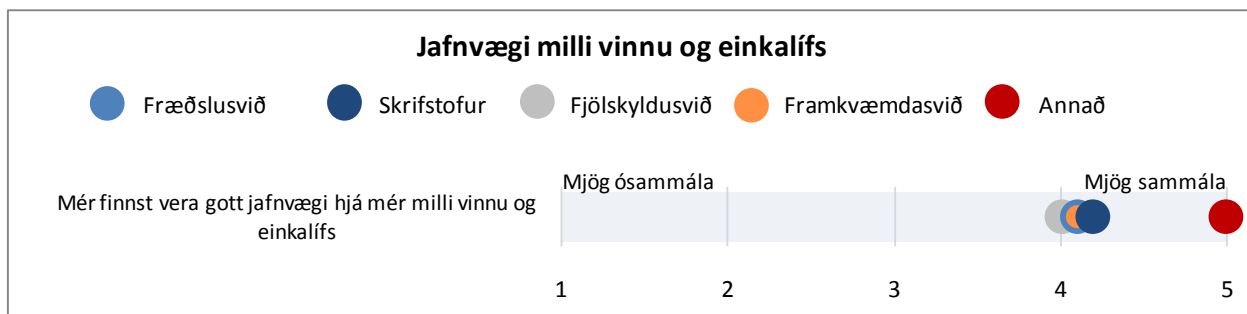 Jafnvægi milli vinnu og einkalífs
Fræðslusvið Skrifstofur Fjölskyldusvið Framkvæmdasvið Annað
Mjög ósammála Mjög sammála
Mér finnst vera gott jafnvægi hjá mér milli vinnu og
einkalífs
1 2 3 4 5